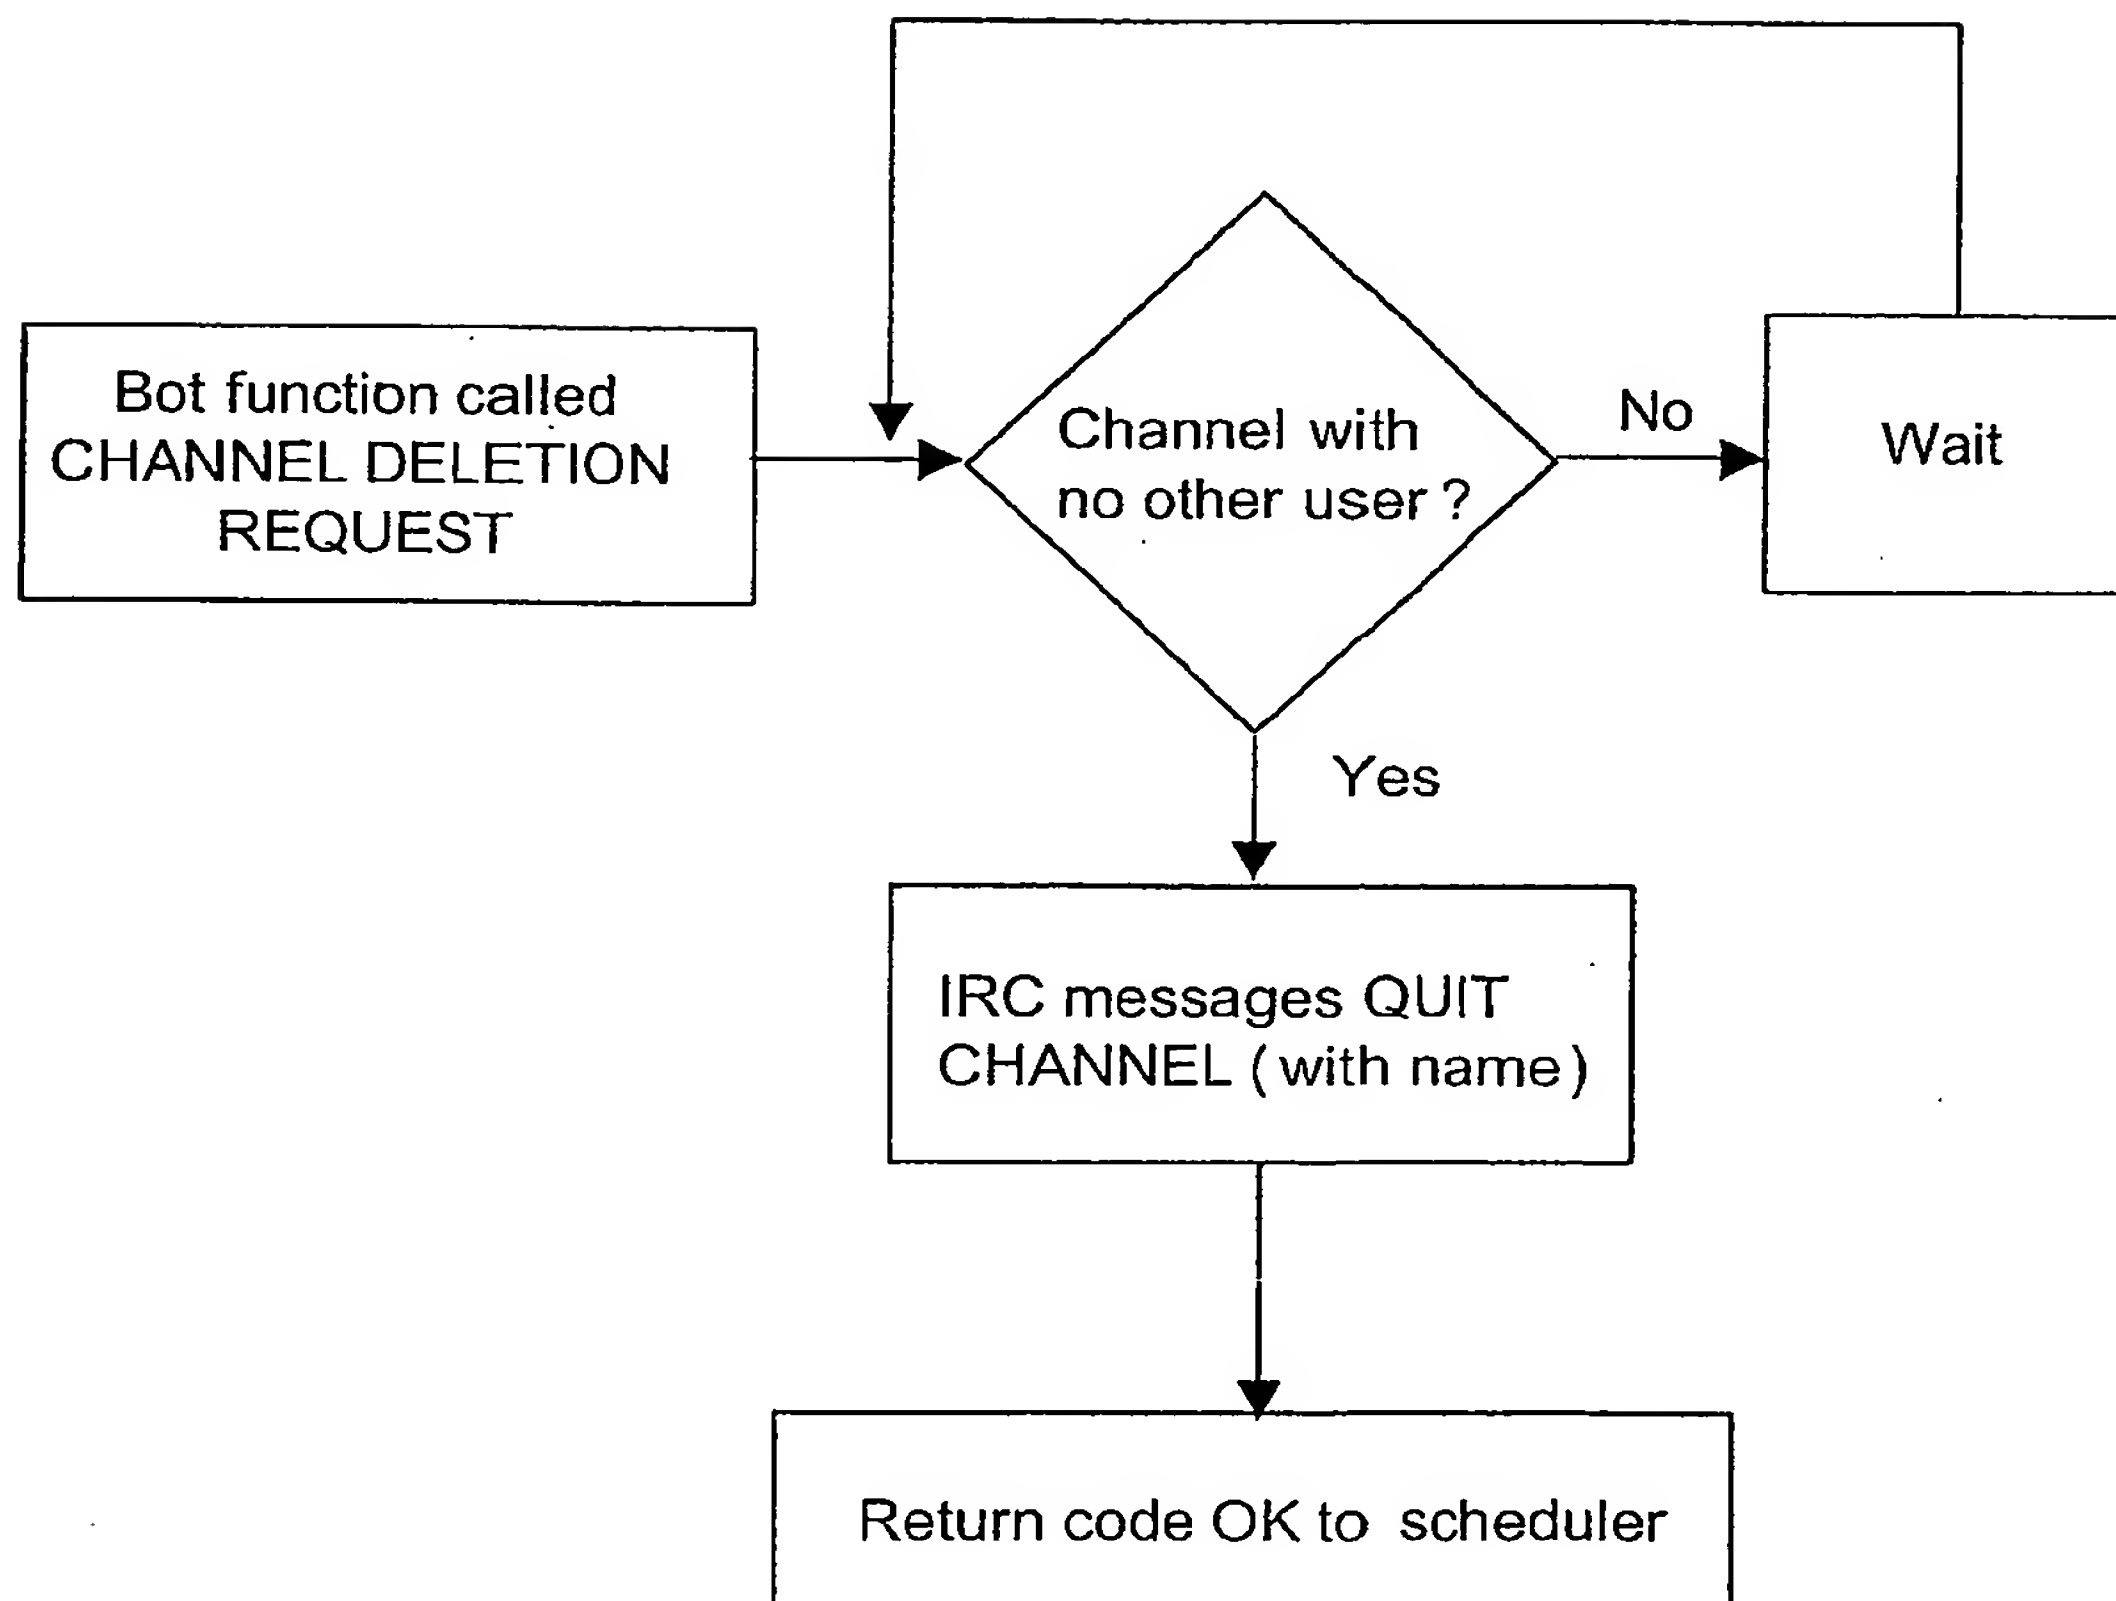 Bot function called
CHANNEL DELETION
REQUEST
Channel with
no other user ?
No
Wait
Yes
IRC messages QUIT
CHANNEL (with name)
Return code OK to scheduler